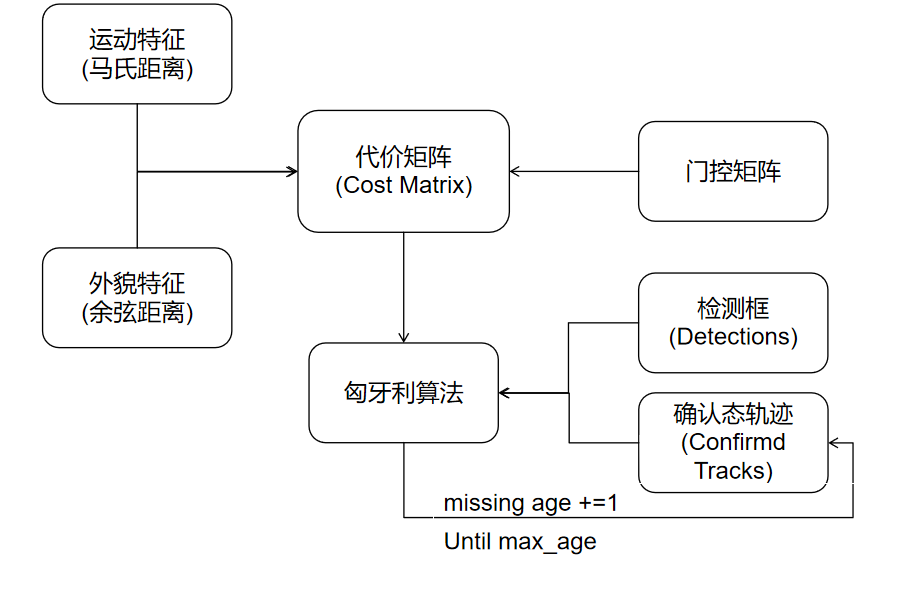 运动特征
(马氏距离)
代价矩阵
(Cost Matrix)
门控矩阵
外貌特征
(余弦距离)
检测框
(Detections)
匈牙利算法
确认态轨迹
(Confirmd
Tracks)
missing age +=1
Until max_age